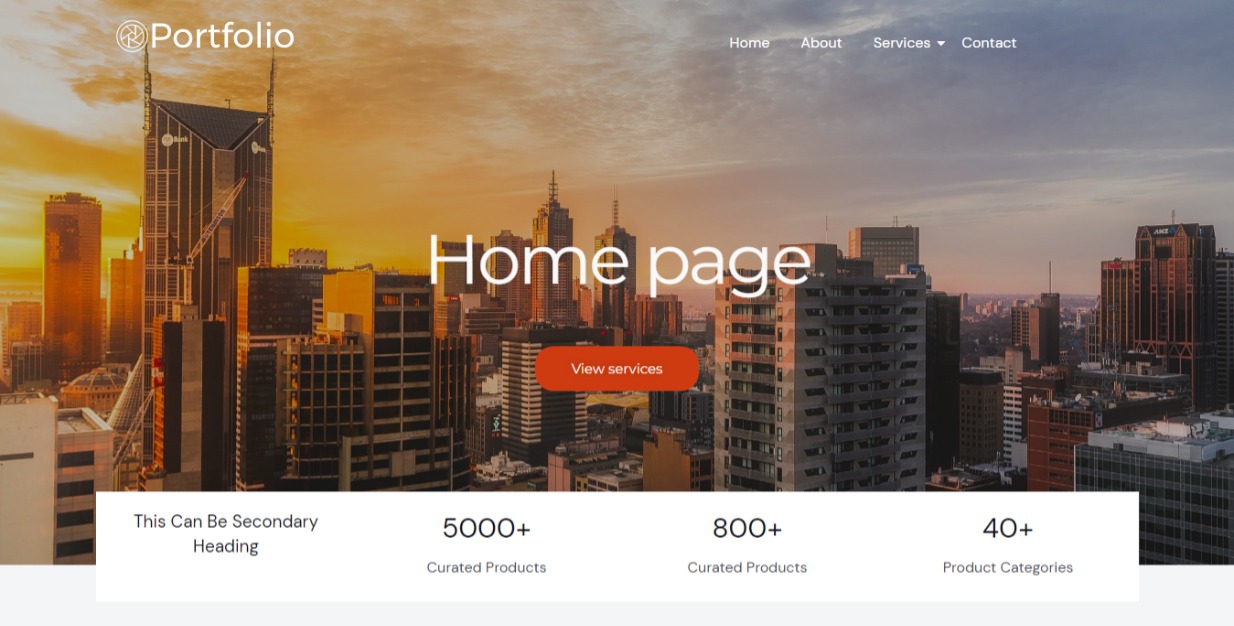 Portfolio
Home About Services Contact
Home page
View services
This Can Be Secondary
Heading
5000+
Curated Products
800+
Curated Products
40+
Product Categories
ANZ